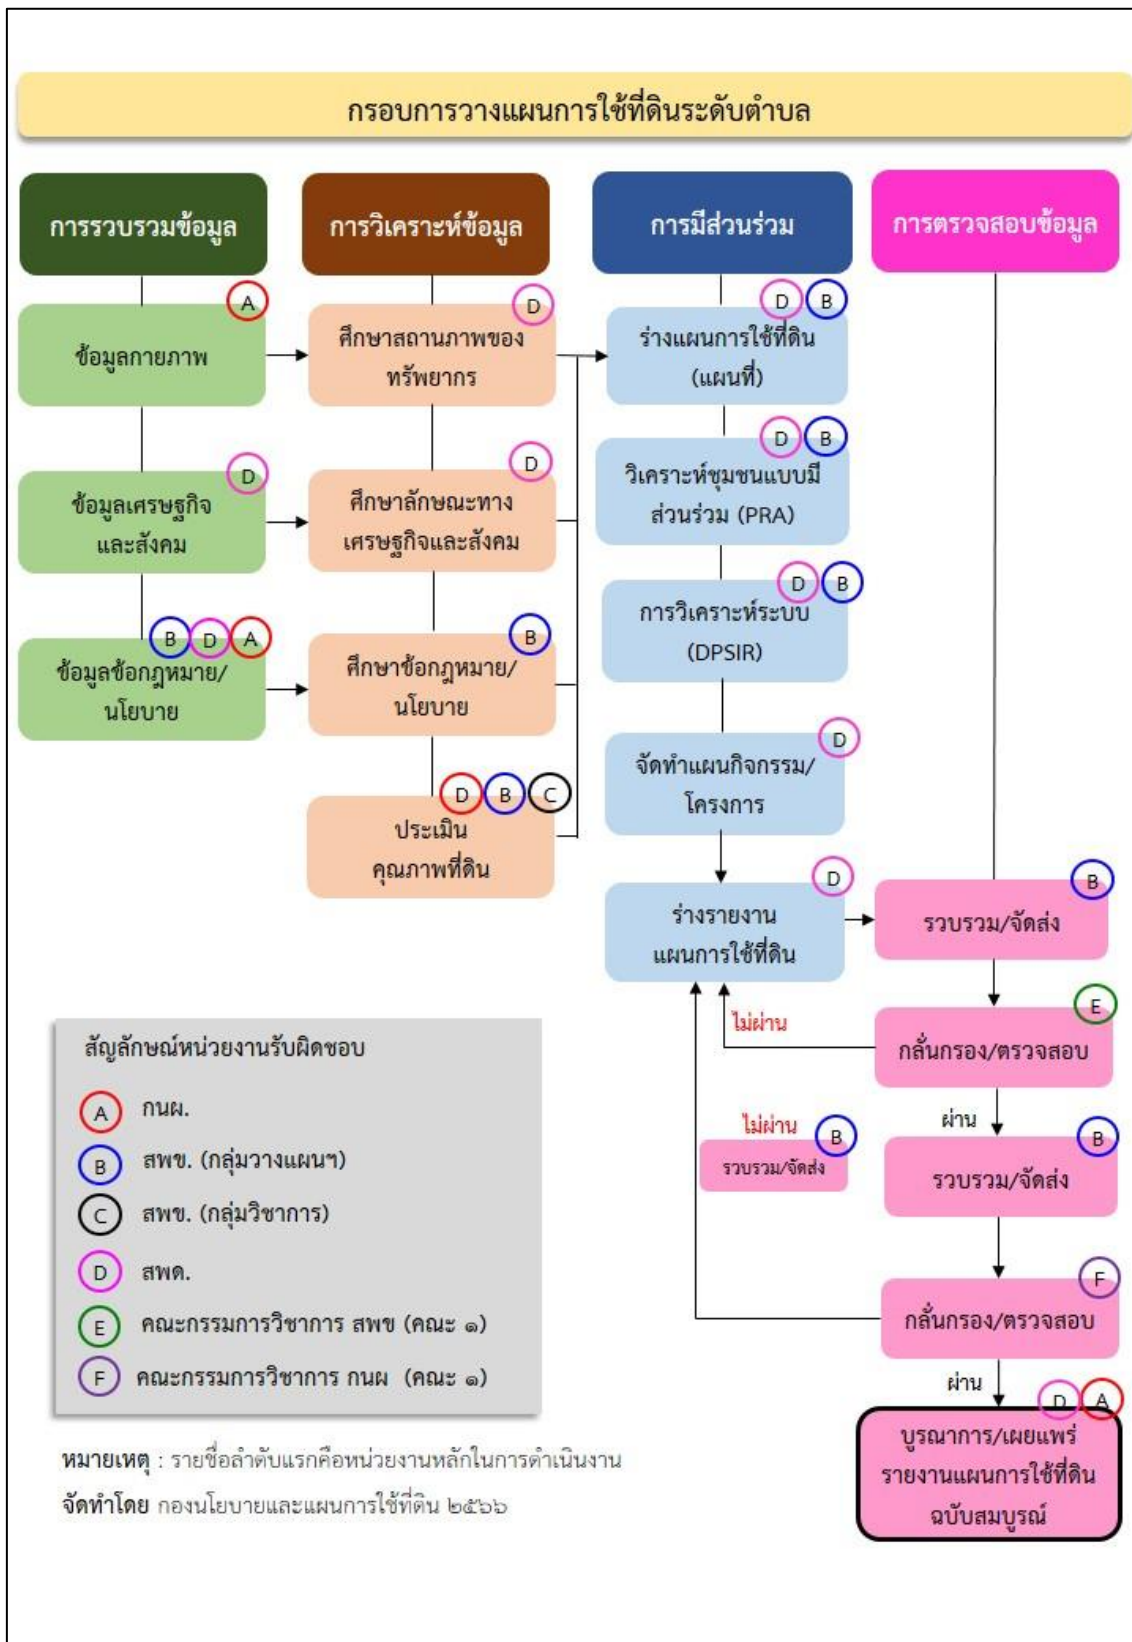 กรอบการวางแผนการใช้ที่ดินระดับตำบล
การรวบรวมข้อมูล
การวิเคราะห์ข้อมูล
การมีส่วนร่วม
การตรวจสอบข้อมูล
A
ข้อมูลกายภาพ
D
ข้อมูลเศรษฐกิจ
และสังคม
B D A
ข้อมูลข้อกฎหมาย/
นโยบาย
D
ศึกษาสถานภาพของ
ทรัพยากร
D
ศึกษาลักษณะทาง
เศรษฐกิจและสังคม
B
ศึกษาข้อกฎหมาย/
นโยบาย
D B C
ประเมิน
คุณภาพที่ดิน
D B
ร่างแผนการใช้ที่ดิน
(แผนที่)
D B
วิเคราะห์ชุมชนแบบมี
ส่วนร่วม (PRA)
D B
การวิเคราะห์ระบบ
(DPSIR)
D
จัดทำแผนกิจกรรม/
โครงการ
D
ร่างรายงาน
แผนการใช้ที่ดิน
B
รวบรวม/จัดส่ง
E
กลั่นกรอง/ตรวจสอบ
ไม่ผ่าน
ผ่าน
B
รวบรวม/จัดส่ง
ไม่ผ่าน
B
รวบรวม/จัดส่ง
F
กลั่นกรอง/ตรวจสอบ
ผ่าน
D A
บูรณาการ/เผยแพร่
รายงานแผนการใช้ที่ดิน
ฉบับสมบูรณ์
สัญลักษณ์หน่วยงานรับผิดชอบ
A กนผ.
B สพข. (กลุ่มวางแผนฯ)
C สพข. (กลุ่มวิชาการ)
D สพด.
E คณะกรรมการวิชาการ สพข (คณะ ๑)
F คณะกรรมการวิชาการ กนผ (คณะ ๑)
หมายเหตุ : รายชื่อลำดับแรกคือหน่วยงานหลักในการดำเนินงาน
จัดทำโดย กองนโยบายและแผนการใช้ที่ดิน ๒๕๖๖